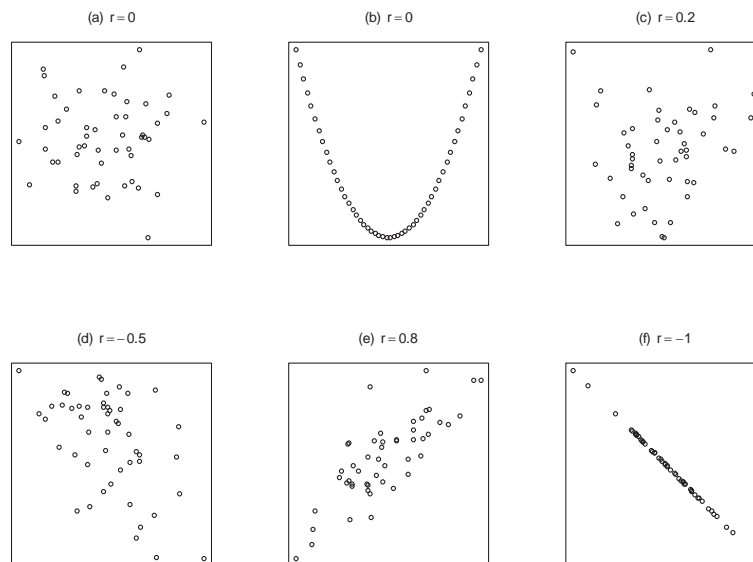 (a) r = 0
(b) r = 0
(c) r = 0.2
(d) r = −0.5
(e) r = 0.8
(f) r = −1